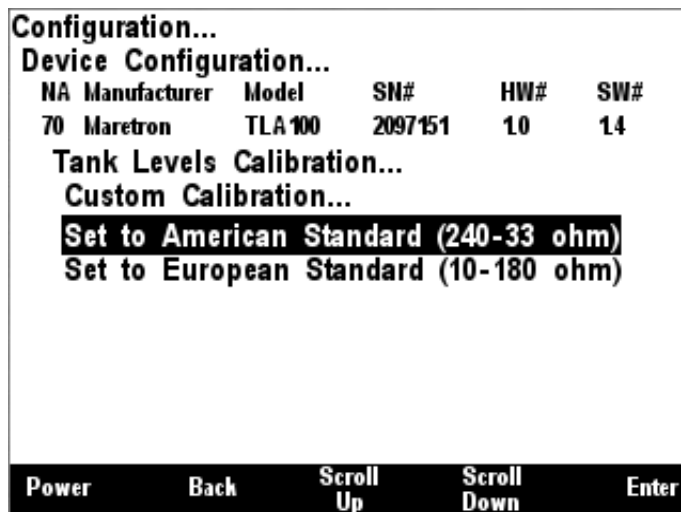 Configuration...
Device Configuration...
NA Manufacturer Model SN# HW# SW#
70 Maretron TLA100 2097151 1.0 1.4
Tank Levels Calibration...
Custom Calibration...
Set to American Standard (240-33 ohm)
Set to European Standard (10-180 ohm)
Power Back Scroll Up Scroll Down Enter